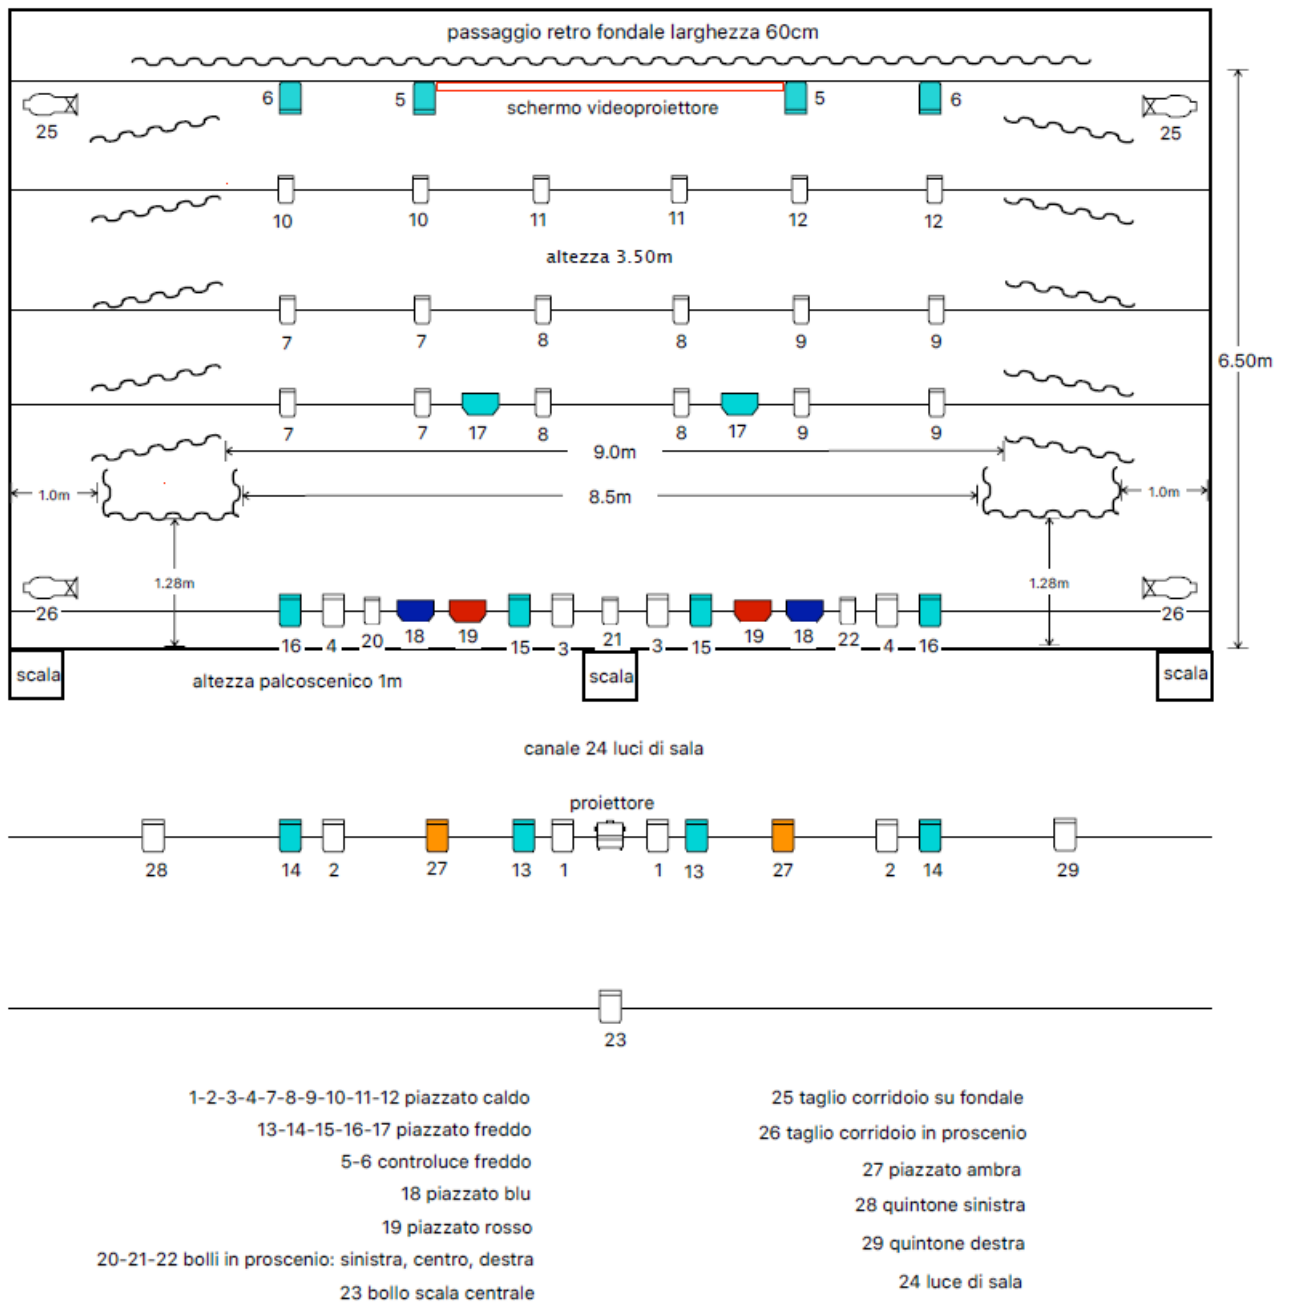 passaggio retro fondale larghezza 60cm
6 5 5 6
schermo videoproiettore
25 25
10 10 11 11 12 12
altezza 3.50m
7 7 8 8 9 9
6.50m
7 7 17 8 8 17 9 9
9.0m
1.0m 8.5m 1.0m
1.28m 1.28m
26 26
16 4 20 18 19 15 3 21 3 15 19 18 22 4 16
scala scala scala
altezza palcoscenico 1m
canale 24 luci di sala
proiettore
28 14 2 27 13 1 1 13 27 2 14 29
23
1-2-3-4-7-8-9-10-11-12 piazzato caldo
13-14-15-16-17 piazzato freddo
5-6 controluce freddo
18 piazzato blu
19 piazzato rosso
20-21-22 bolli in proscenio: sinistra, centro, destra
23 bollo scala centrale
25 taglio corridoio su fondale
26 taglio corridoio in proscenio
27 piazzato ambra
28 quintone sinistra
29 quintone destra
24 luce di sala